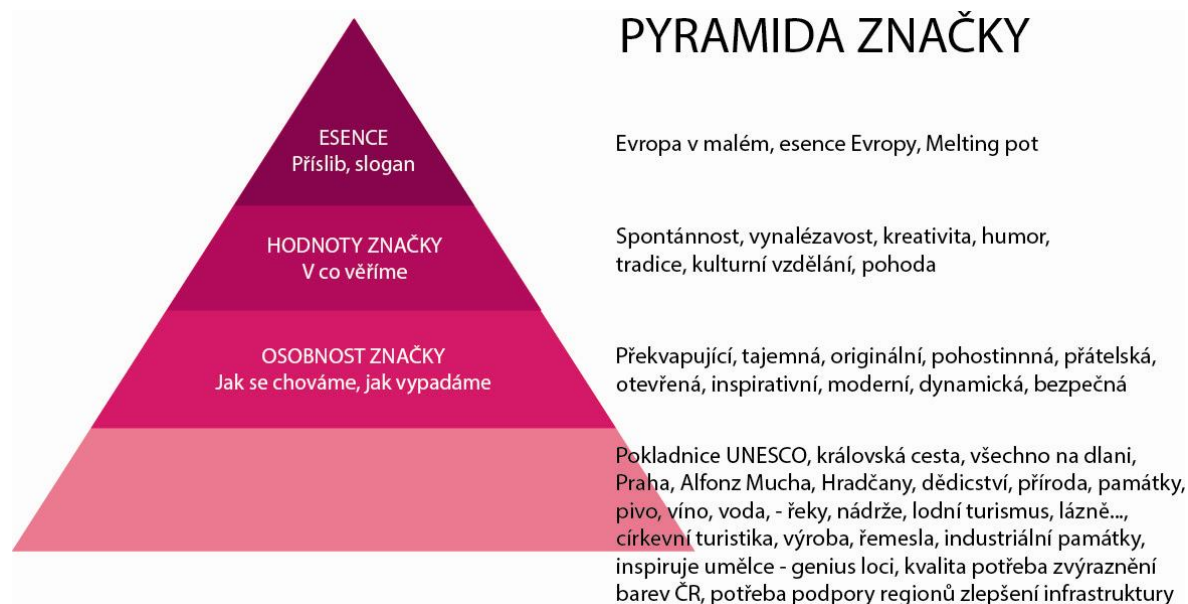 PYRAMIDA ZNAČKY
ESENCE
Příslib, slogan
Evropa v malém, esence Evropy, Melting pot
HODNOTY ZNAČKY
V co věříme
Spontánnost, vynalézavost, kreativita, humor,
tradice, kulturní vzdělání, pohoda
OSOBNOST ZNAČKY
Jak se chováme, jak vypadáme
Překvapující, tajemná, originální, pohostinnná, přátelská,
otevřená, inspirativní, moderní, dynamická, bezpečná
Pokladnice UNESCO, královská cesta, všechno na dlani,
Praha, Alfonz Mucha, Hradčany, dědicství, příroda, památky,
pivo, víno, voda, - řeky, nádrže, lodní turismus, lázně...,
církevní turistika, výroba, řemesla, industriální památky,
inspiruje umělce - genius loci, kvalita potřeba zvýraznění
barev ČR, potřeba podpory regionů zlepšení infrastruktury